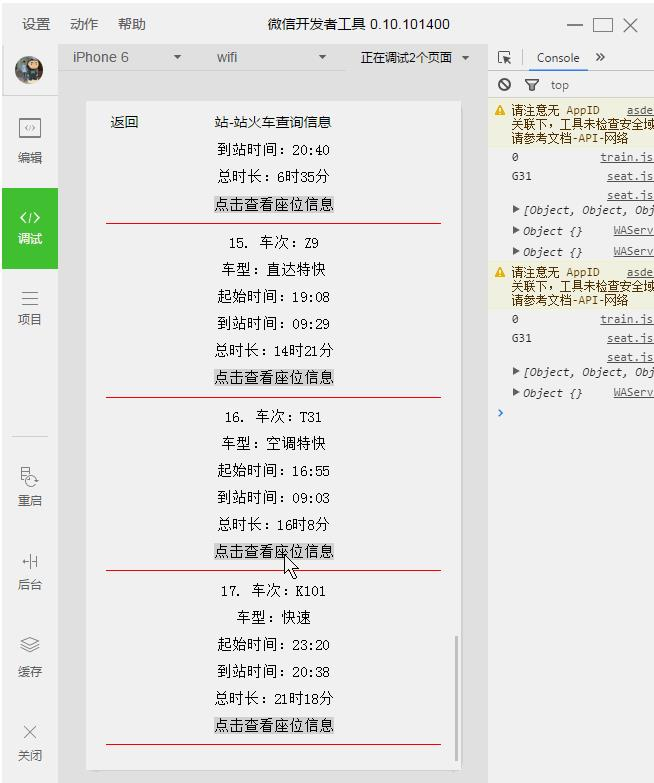 设置 动作 帮助 微信开发者工具 0.10.101400
iPhone 6 wifi 正在调试2个页面 Console »
top
编辑
调试
项目
重启
后台
缓存
关闭
返回 站-站火车查询信息
到站时间：20:40
总时长：6时35分
点击查看座位信息
15. 车次：Z9
车型：直达特快
起始时间：19:08
到站时间：09:29
总时长：14时21分
点击查看座位信息
16. 车次：T31
车型：空调特快
起始时间：16:55
到站时间：09:03
总时长：16时8分
点击查看座位信息
17. 车次：K101
车型：快速
起始时间：23:20
到站时间：20:38
总时长：21时18分
点击查看座位信息
请注意无 AppID asde
关联下，工具未检查安全域
请参考文档-API-网络
0 train.js
G31 seat.js
seat.js
[Object, Object, Obj
Object {} WAServ
Object {} WAServ
请注意无 AppID asde
关联下，工具未检查安全域
请参考文档-API-网络
0 train.js
G31 seat.js
seat.js
[Object, Object, Obj
Object {} WAServ